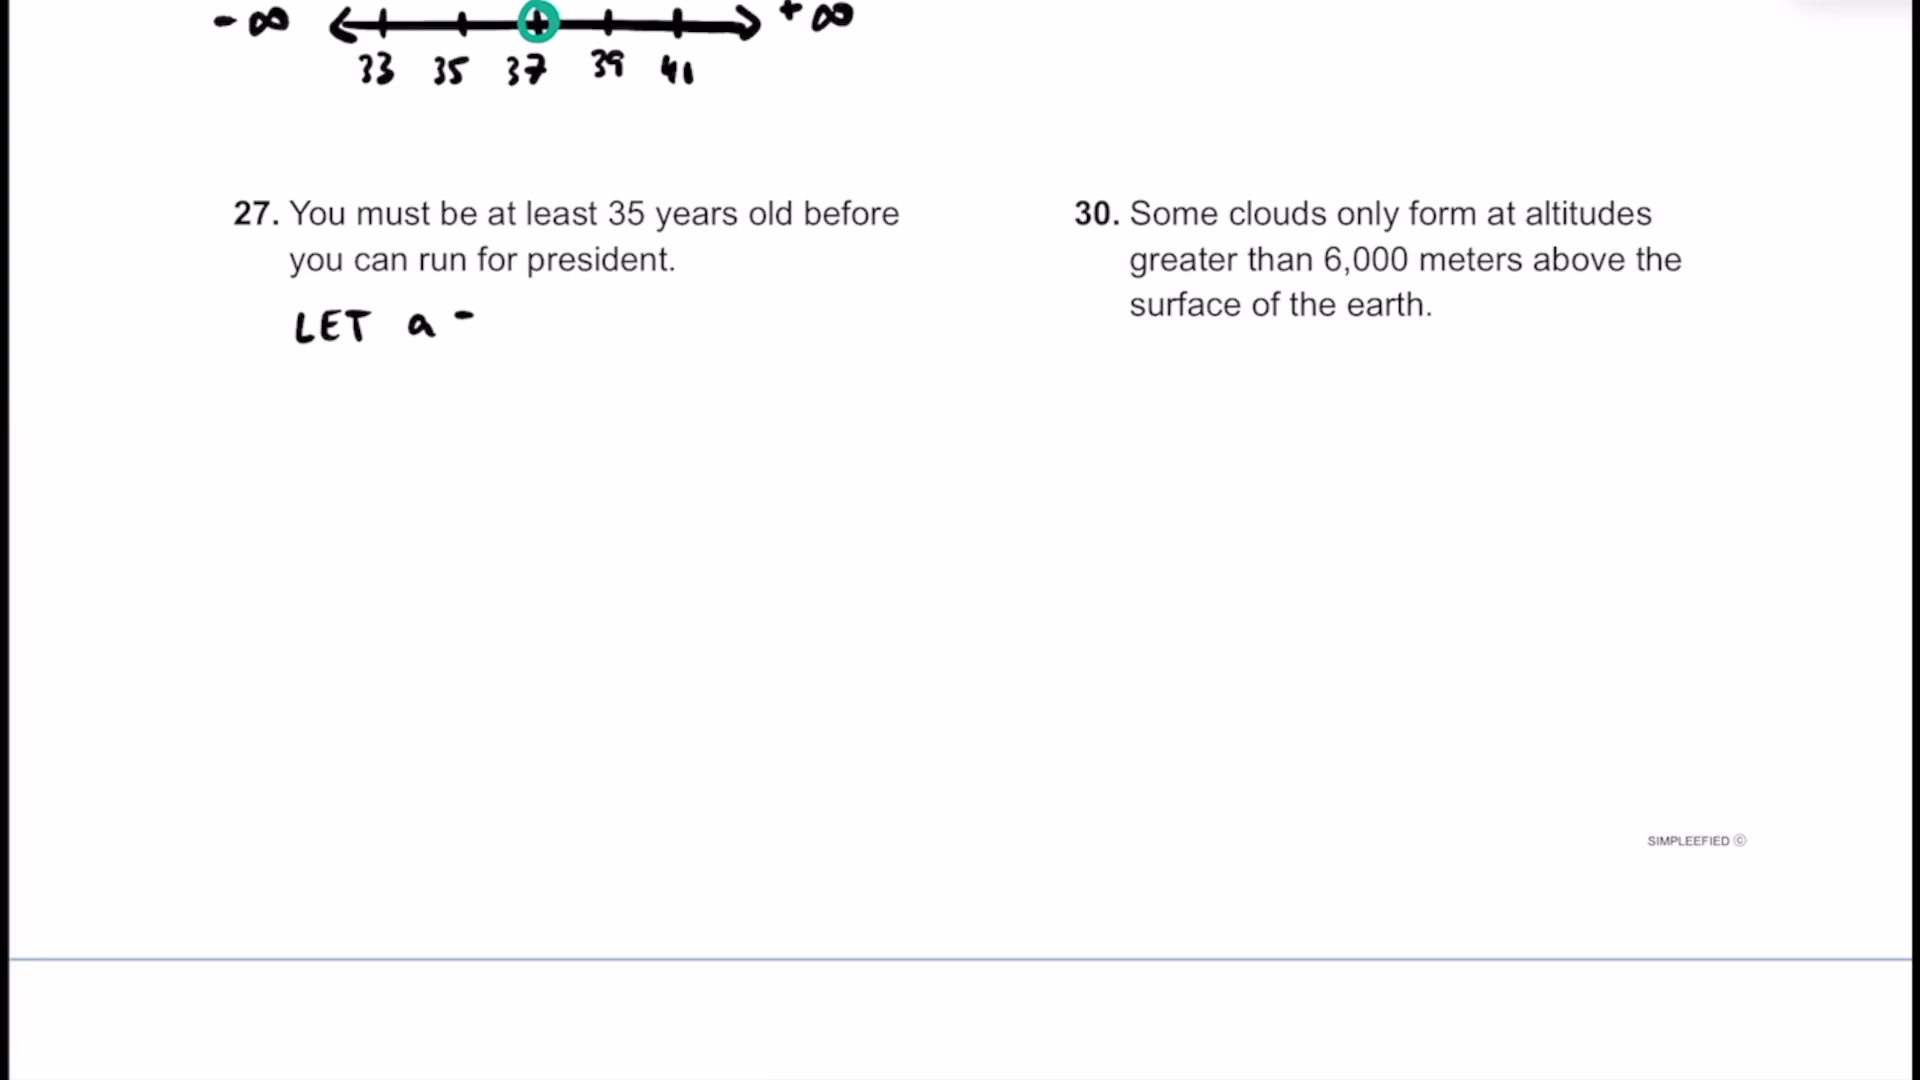 - ∞ + ∞
33 35 37 39 41
27. You must be at least 35 years old before
you can run for president.
LET a -
30. Some clouds only form at altitudes
greater than 6,000 meters above the
surface of the earth.
SIMPLEEFIED ©